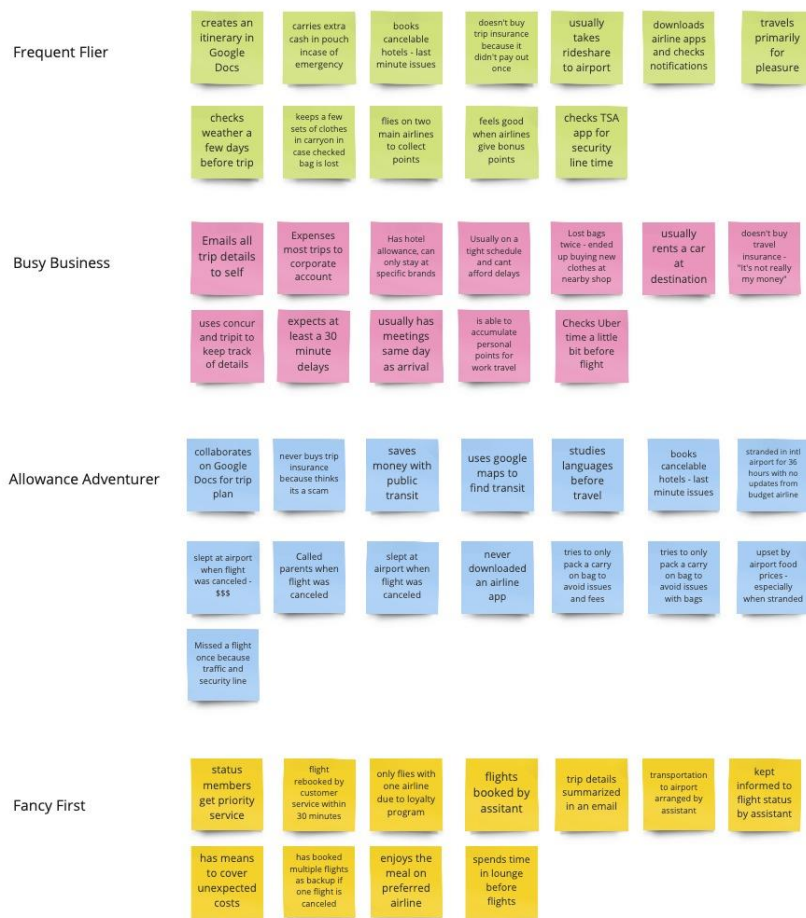 Frequent Flier
creates an
itinerary in
Google
Docs
carries extra
cash in pouch
incase of
emergency
books
cancelable
hotels - last
minute issues
doesn't buy
trip insurance
because it
didn't pay out
once
usually
takes
rideshare
to airport
downloads
airline apps
and checks
notifications
travels
primarily
for
pleasure
checks
weather a
few days
before trip
keeps a few
sets of clothes
in carryon in
case checked
bag is lost
flies on two
main airlines
to collect
points
feels good
when airlines
give bonus
points
checks TSA
app for
security
line time
Busy Business
Emails all
trip details
to self
Expenses
most trips to
corporate
account
Has hotel
allowance, can
only stay at
specific brands
Usually on a
tight schedule
and cant
afford delays
Lost bags
twice - ended
up buying new
clothes at
nearby shop
usually
rents a car
at
destination
doesn't buy
travel
insurance -
"It's not really
my money"
uses concur
and tripit to
keep track
of details
expects at
least a 30
minute
delays
usually has
meetings
same day
as arrival
is able to
accumulate
personal
points for
work travel
Checks Uber
time a little
bit before
flight
Allowance Adventurer
collaborates
on Google
Docs for trip
plan
never buys trip
insurance
because thinks
its a scam
saves
money with
public
transit
uses google
maps to
find transit
studies
languages
before
travel
books
cancelable
hotels - last
minute issues
stranded in intl
airport for 36
hours with no
updates from
budget airline
slept at airport
when flight
was canceled -
$$$
Called
parents when
flight was
canceled
slept at
airport when
flight was
canceled
never
downloaded
an airline
app
tries to only
pack a carry
on bag to
avoid issues
and fees
tries to only
pack a carry
on bag to
avoid issues
with bags
upset by
airport food
prices -
especially
when stranded
Missed a flight
once because
traffic and
security line
Fancy First
status
members
get priority
service
flight
rebooked by
customer
service within
30 minutes
only flies with
one airline
due to loyalty
program
flights
booked by
assitant
trip details
summarized
in an email
transportation
to airport
arranged by
assistant
kept
informed to
flight status
by assistant
has means
to cover
unexpected
costs
has booked
multiple flights
as backup if
one flight is
canceled
enjoys the
meal on
preferred
airline
spends time
in lounge
before
flights